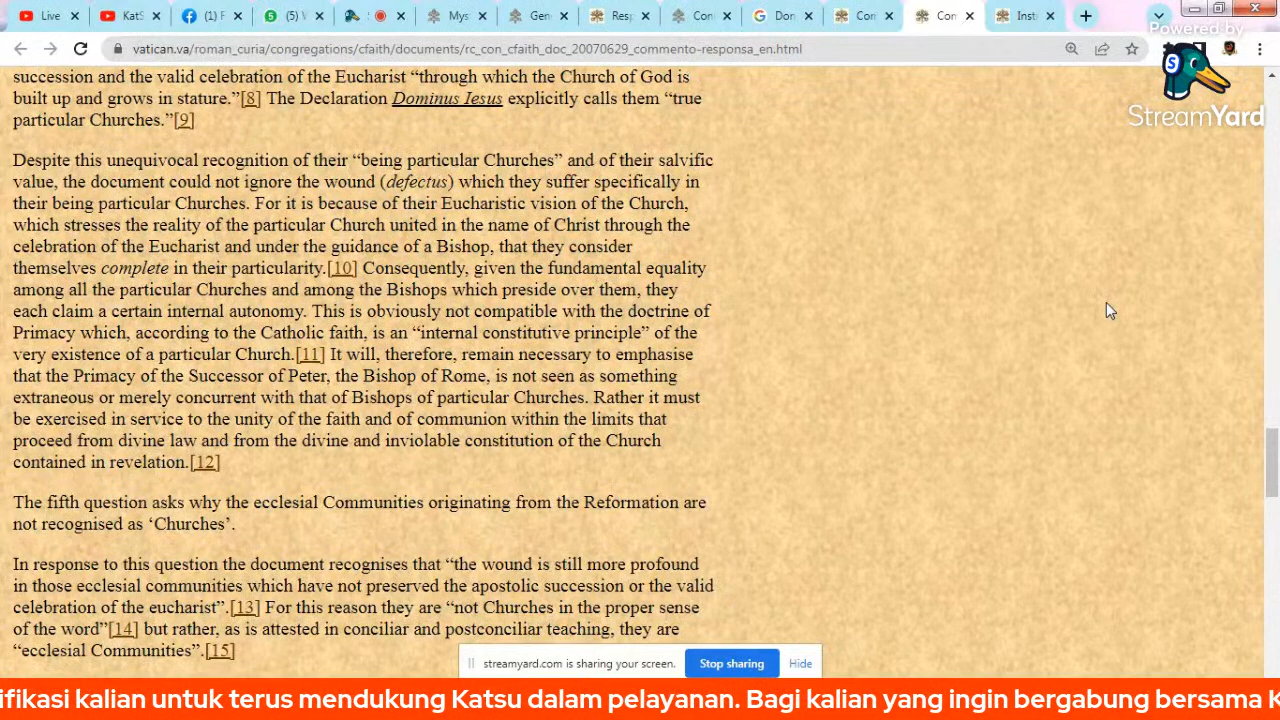 Live
KatS
(1) F
(5) V
S
Mys
Gen
Resp
Con
Don
Con
Con
Inst
vatican.va/roman_curia/congregations/cfaith/documents/rc_con_cfaith_doc_20070629_commento-responsa_en.html
Powered by
StreamYard
succession and the valid celebration of the Eucharist “through which the Church of God is
built up and grows in stature.”[8] The Declaration Dominus Iesus explicitly calls them “true
particular Churches.”[9]
Despite this unequivocal recognition of their “being particular Churches” and of their salvific
value, the document could not ignore the wound (defectus) which they suffer specifically in
their being particular Churches. For it is because of their Eucharistic vision of the Church,
which stresses the reality of the particular Church united in the name of Christ through the
celebration of the Eucharist and under the guidance of a Bishop, that they consider
themselves complete in their particularity.[10] Consequently, given the fundamental equality
among all the particular Churches and among the Bishops which preside over them, they
each claim a certain internal autonomy. This is obviously not compatible with the doctrine of
Primacy which, according to the Catholic faith, is an “internal constitutive principle” of the
very existence of a particular Church.[11] It will, therefore, remain necessary to emphasise
that the Primacy of the Successor of Peter, the Bishop of Rome, is not seen as something
extraneous or merely concurrent with that of Bishops of particular Churches. Rather it must
be exercised in service to the unity of the faith and of communion within the limits that
proceed from divine law and from the divine and inviolable constitution of the Church
contained in revelation.[12]
The fifth question asks why the ecclesial Communities originating from the Reformation are
not recognised as ‘Churches’.
In response to this question the document recognises that “the wound is still more profound
in those ecclesial communities which have not preserved the apostolic succession or the valid
celebration of the eucharist”.[13] For this reason they are “not Churches in the proper sense
of the word”[14] but rather, as is attested in conciliar and postconciliar teaching, they are
“ecclesial Communities”.[15]
streamyard.com is sharing your screen.
Stop sharing
Hide
ifikasi kalian untuk terus mendukung Katsu dalam pelayanan. Bagi kalian yang ingin bergabung bersama K